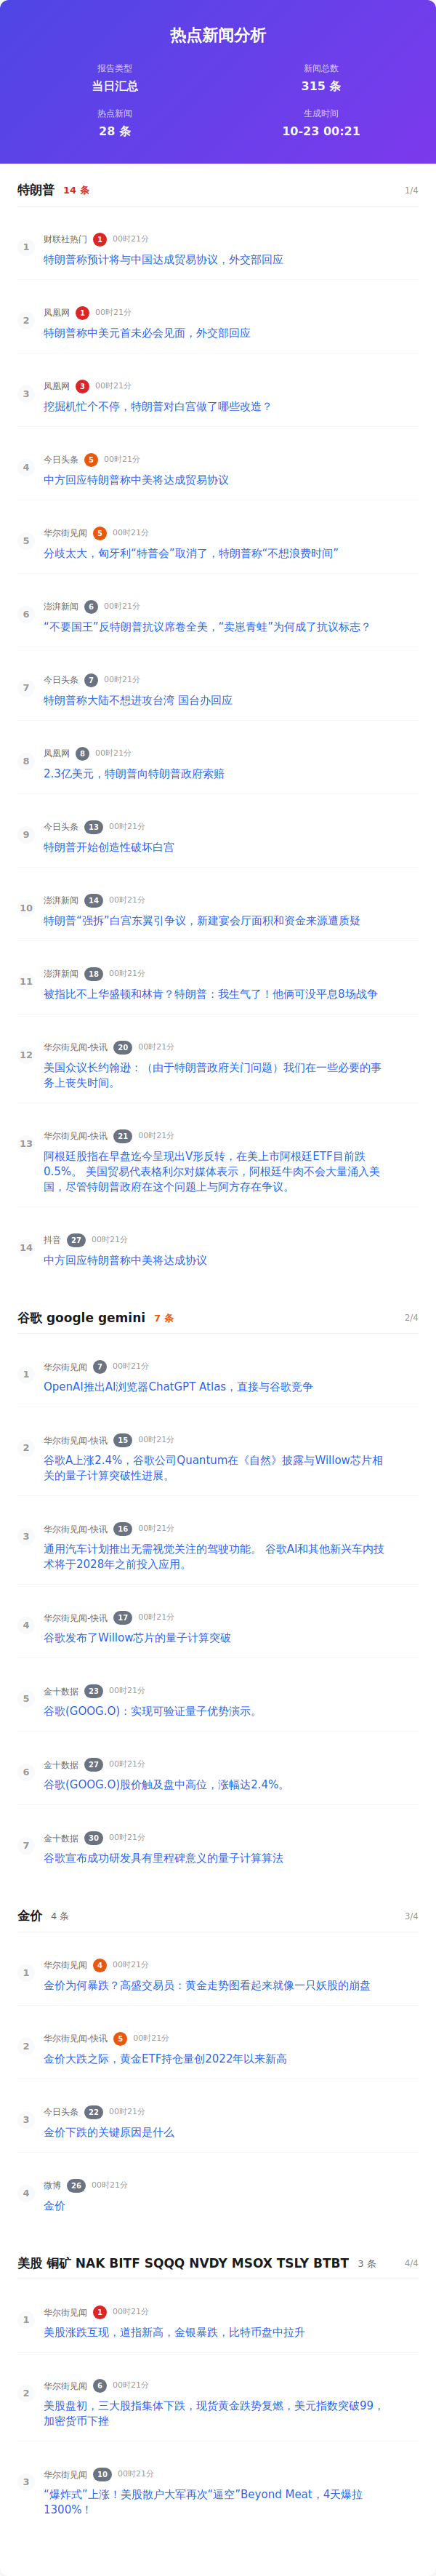 热点新闻分析
报告类型
新闻总数
当日汇总
315 条
热点新闻
生成时间
28 条
10-23 00:21
特朗普 14 条 1/4
1
财联社热门 1 00时21分
特朗普称预计将与中国达成贸易协议，外交部回应
2
凤凰网 1 00时21分
特朗普称中美元首未必会见面，外交部回应
3
凤凰网 3 00时21分
挖掘机忙个不停，特朗普对白宫做了哪些改造？
4
今日头条 5 00时21分
中方回应特朗普称中美将达成贸易协议
5
华尔街见闻 5 00时21分
分歧太大，匈牙利“特普会”取消了，特朗普称“不想浪费时间”
6
澎湃新闻 6 00时21分
“不要国王”反特朗普抗议席卷全美，“卖崽青蛙”为何成了抗议标志？
7
今日头条 7 00时21分
特朗普称大陆不想进攻台湾 国台办回应
8
凤凰网 8 00时21分
2.3亿美元，特朗普向特朗普政府索赔
9
今日头条 13 00时21分
特朗普开始创造性破坏白宫
10
澎湃新闻 14 00时21分
特朗普“强拆”白宫东翼引争议，新建宴会厅面积和资金来源遭质疑
11
澎湃新闻 18 00时21分
被指比不上华盛顿和林肯？特朗普：我生气了！他俩可没平息8场战争
12
华尔街见闻-快讯 20 00时21分
美国众议长约翰逊：（由于特朗普政府关门问题）我们在一些必要的事
务上丧失时间。
13
华尔街见闻-快讯 21 00时21分
阿根廷股指在早盘迄今呈现出V形反转，在美上市阿根廷ETF目前跌
0.5%。 美国贸易代表格利尔对媒体表示，阿根廷牛肉不会大量涌入美
国，尽管特朗普政府在这个问题上与阿方存在争议。
14
抖音 27 00时21分
中方回应特朗普称中美将达成协议
谷歌 google gemini 7 条 2/4
1
华尔街见闻 7 00时21分
OpenAI推出AI浏览器ChatGPT Atlas，直接与谷歌竞争
2
华尔街见闻-快讯 15 00时21分
谷歌A上涨2.4%，谷歌公司Quantum在《自然》披露与Willow芯片相
关的量子计算突破性进展。
3
华尔街见闻-快讯 16 00时21分
通用汽车计划推出无需视觉关注的驾驶功能。 谷歌AI和其他新兴车内技
术将于2028年之前投入应用。
4
华尔街见闻-快讯 17 00时21分
谷歌发布了Willow芯片的量子计算突破
5
金十数据 23 00时21分
谷歌(GOOG.O)：实现可验证量子优势演示。
6
金十数据 27 00时21分
谷歌(GOOG.O)股价触及盘中高位，涨幅达2.4%。
7
金十数据 30 00时21分
谷歌宣布成功研发具有里程碑意义的量子计算算法
金价 4 条 3/4
1
华尔街见闻 4 00时21分
金价为何暴跌？高盛交易员：黄金走势图看起来就像一只妖股的崩盘
2
华尔街见闻-快讯 5 00时21分
金价大跌之际，黄金ETF持仓量创2022年以来新高
3
今日头条 22 00时21分
金价下跌的关键原因是什么
4
微博 26 00时21分
金价
美股 铜矿 NAK BITF SQQQ NVDY MSOX TSLY BTBT 3 条 4/4
1
华尔街见闻 1 00时21分
美股涨跌互现，道指新高，金银暴跌，比特币盘中拉升
2
华尔街见闻 6 00时21分
美股盘初，三大股指集体下跌，现货黄金跌势复燃，美元指数突破99，
加密货币下挫
3
华尔街见闻 10 00时21分
“爆炸式”上涨！美股散户大军再次“逼空”Beyond Meat，4天爆拉
1300%！